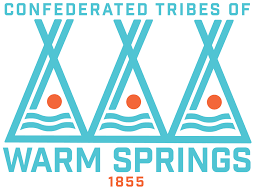 CONFEDERATED TRIBES OF
WARM SPRINGS
1855